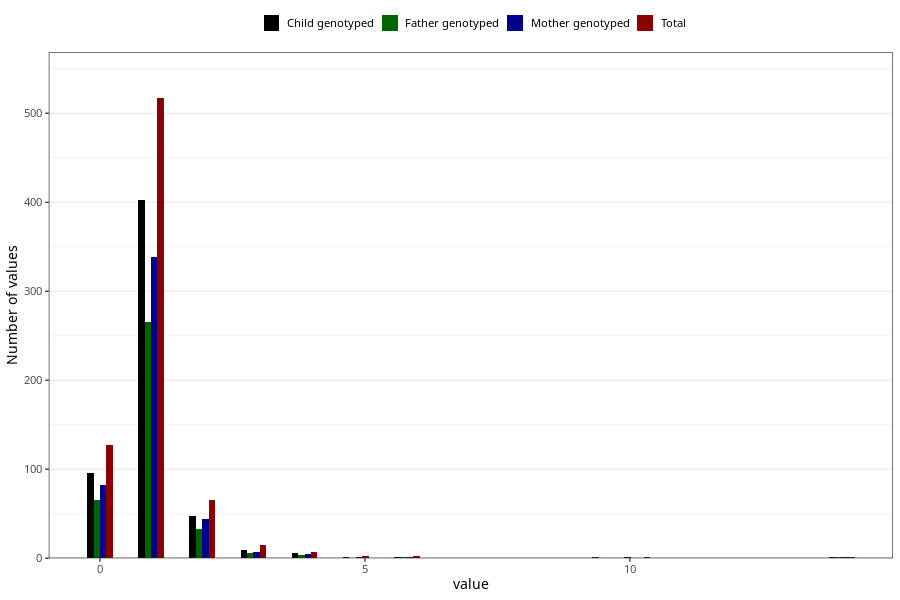 Child genotyped Father genotyped Mother genotyped Total
500
400
300
200
100
0
Number of values
0 5 10
value